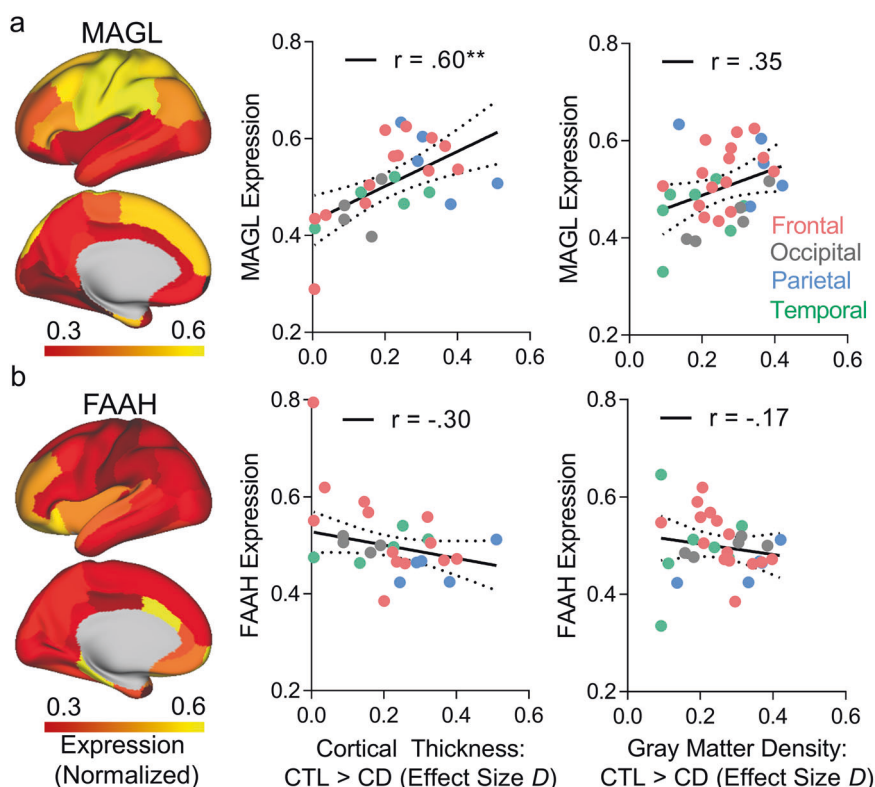 a
MAGL
0.3 0.6
MAGL Expression
0.8
0.6
0.4
0.2
0.0 0.2 0.4 0.6
r = .60**
MAGL Expression
0.8
0.6
0.4
0.2
0.0 0.2 0.4 0.6
r = .35
Frontal
Occipital
Parietal
Temporal
b
FAAH
0.3 0.6
Expression
(Normalized)
FAAH Expression
0.8
0.6
0.4
0.2
0.0 0.2 0.4 0.6
r = -.30
Cortical Thickness:
CTL > CD (Effect Size D)
FAAH Expression
0.8
0.6
0.4
0.2
0.0 0.2 0.4 0.6
r = -.17
Gray Matter Density:
CTL > CD (Effect Size D)